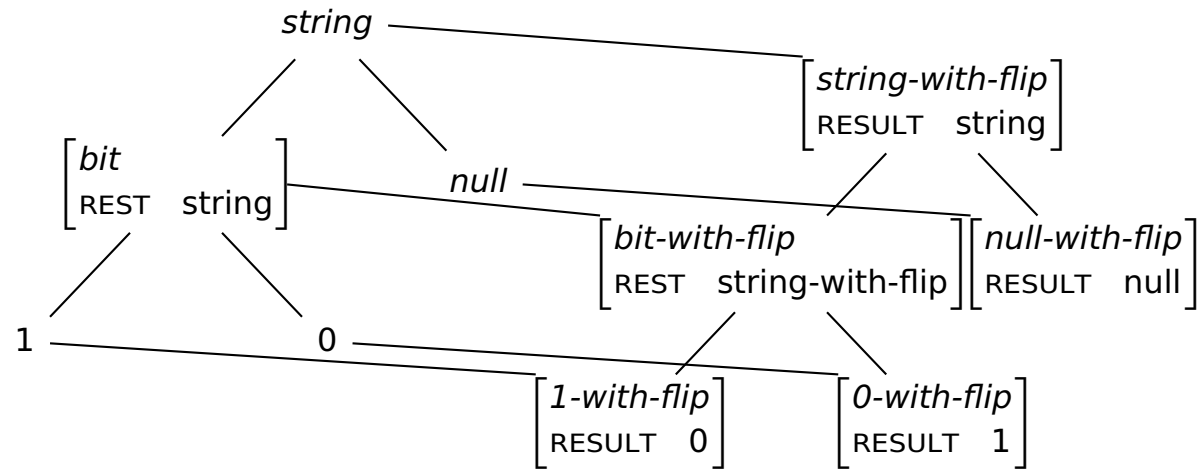 string
string-with-flip
RESULT string
bit
REST string
null
bit-with-flip
REST string-with-flip
null-with-flip
RESULT null
1
0
1-with-flip
RESULT 0
0-with-flip
RESULT 1